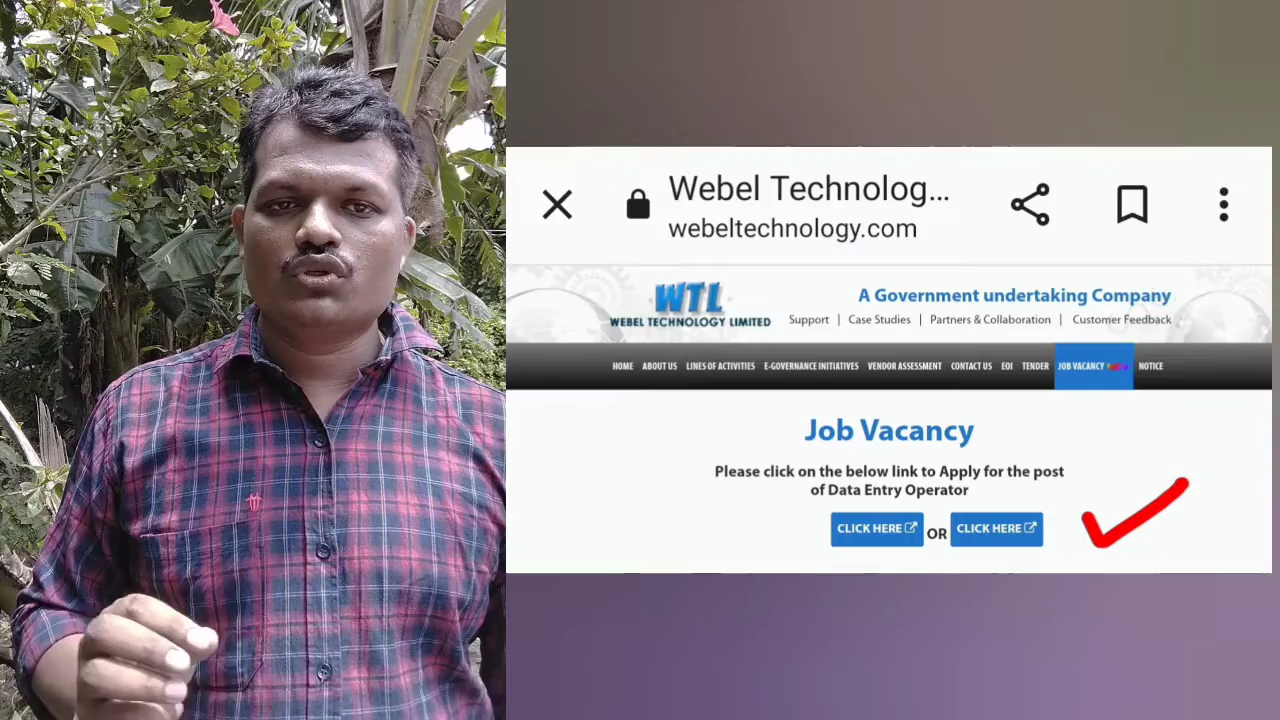 Webel Technolog...
webeltechnology.com
WTL
WEBEL TECHNOLOGY LIMITED
A Government undertaking Company
Support | Case Studies | Partners & Collaboration | Customer Feedback
HOME ABOUT US LINES OF ACTIVITIES E-GOVERNANCE INITIATIVES VENDOR ASSESSMENT CONTACT US EOI TENDER JOB VACANCY NOTICE
Job Vacancy
Please click on the below link to Apply for the post
of Data Entry Operator
CLICK HERE OR CLICK HERE